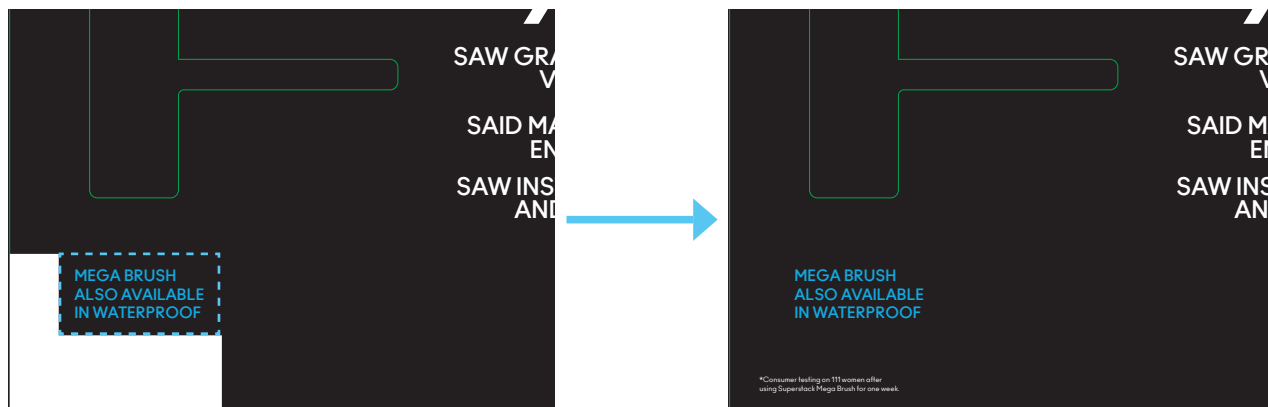 SAW GRA
V
SAID MA
EN
SAW INS
AND
MEGA BRUSH
ALSO AVAILABLE
IN WATERPROOF
SAW GR
V
SAID M
EN
SAW INS
AN
MEGA BRUSH
ALSO AVAILABLE
IN WATERPROOF
*Consumer testing on 111 women after
using Superstack Mega Brush for one week.